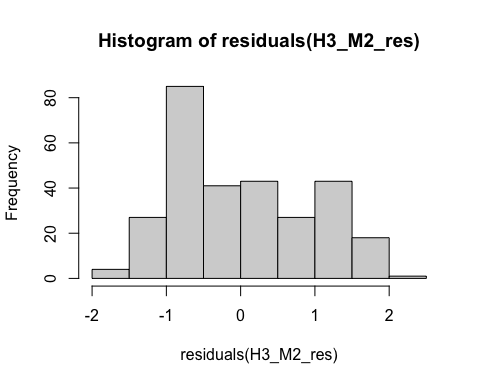 Histogram of residuals(H3_M2_res)
Frequency
80
60
40
20
0
-2 -1 0 1 2
residuals(H3_M2_res)